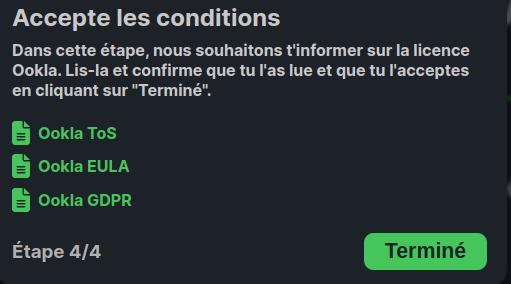 Accepte les conditions
Dans cette étape, nous souhaitons t'informer sur la licence
Ookla. Lis-la et confirme que tu l'as lue et que tu l'acceptes
en cliquant sur "Terminé".
Ookla ToS
Ookla EULA
Ookla GDPR
Étape 4/4
Terminé